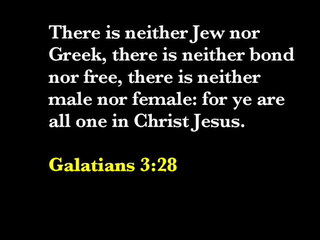 There is neither Jew nor
Greek, there is neither bond
nor free, there is neither
male nor female: for ye are
all one in Christ Jesus.
Galatians 3:28